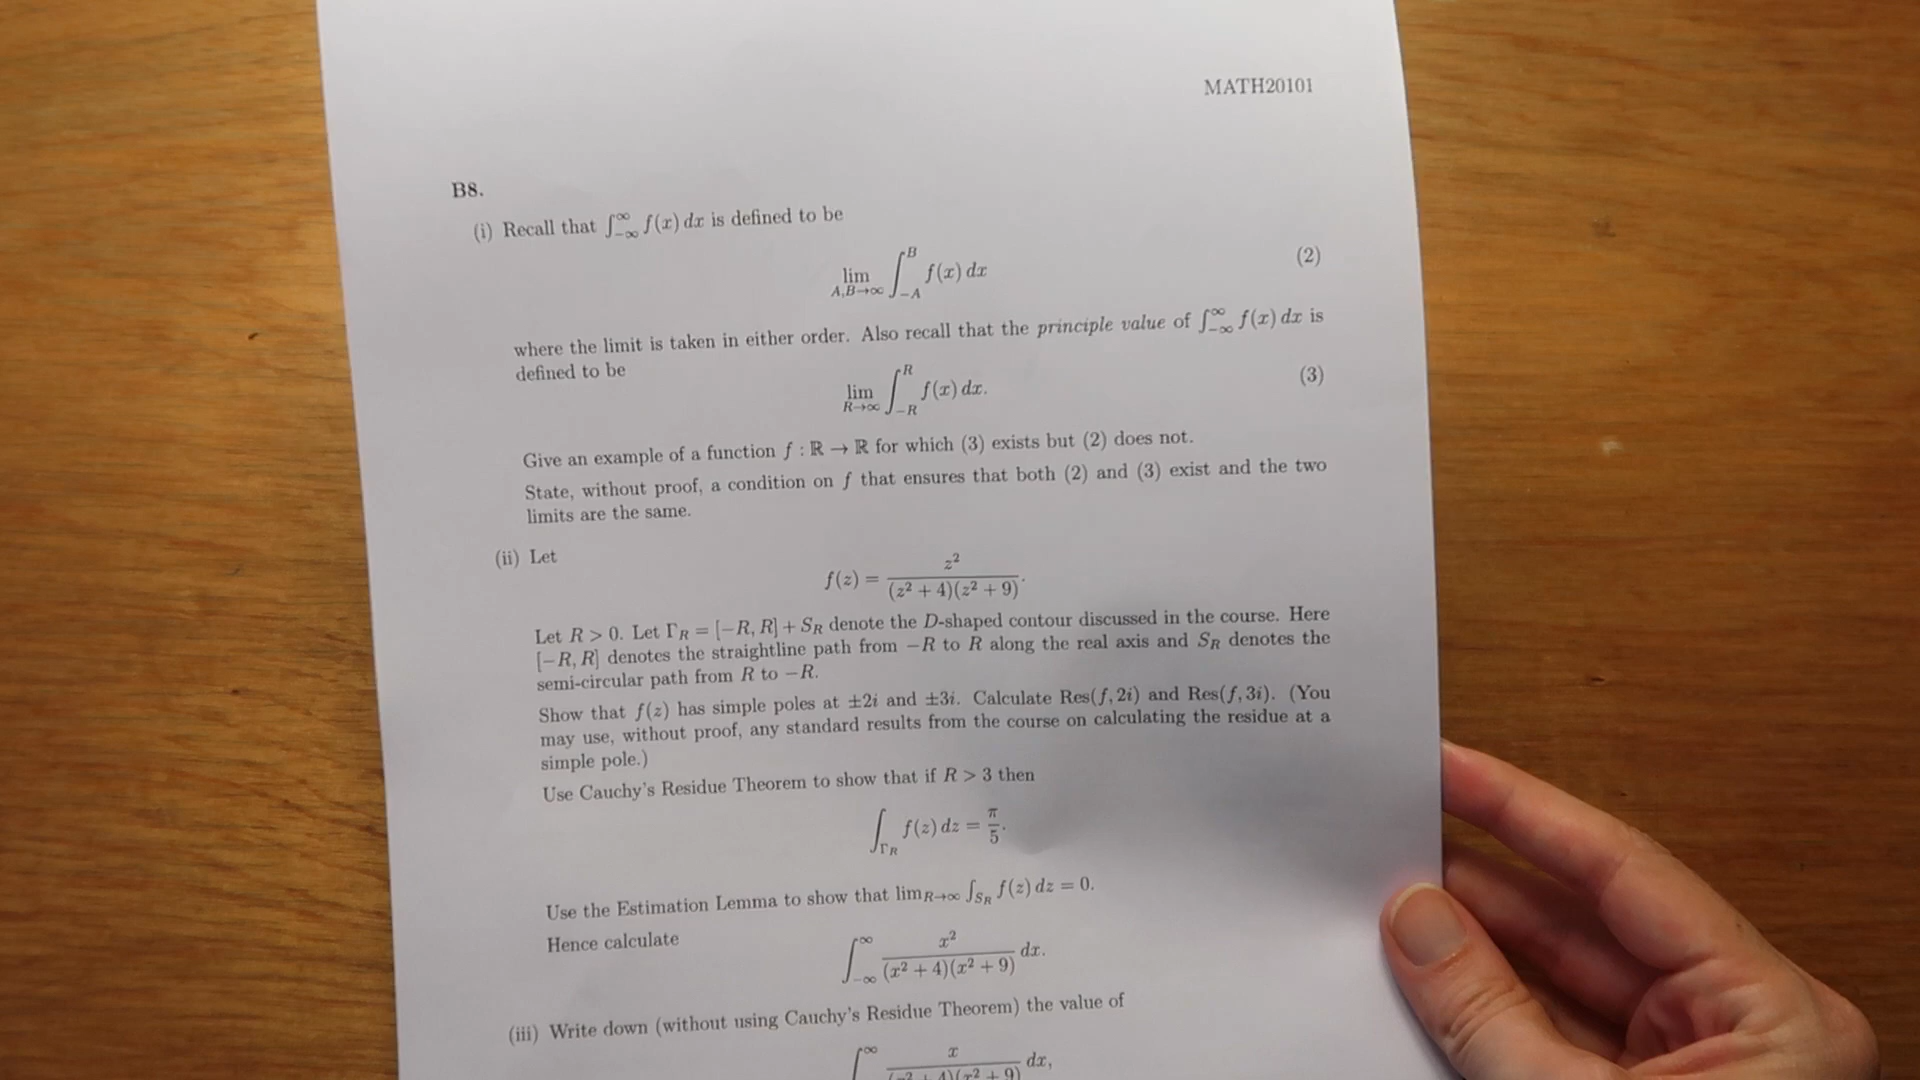 MATH20101
B8.
(i) Recall that ∫_{-∞}^{∞} f(x) dx is defined to be
lim_{A,B→∞} ∫_{-A}^{B} f(x) dx (2)
where the limit is taken in either order. Also recall that the principle value of ∫_{-∞}^{∞} f(x) dx is
defined to be
lim_{R→∞} ∫_{-R}^{R} f(x) dx. (3)
Give an example of a function f : ℝ → ℝ for which (3) exists but (2) does not.
State, without proof, a condition on f that ensures that both (2) and (3) exist and the two
limits are the same.
(ii) Let
f(z) = z²/((z² + 4)(z² + 9)).
Let R > 0. Let Γ_R = [−R, R] + S_R denote the D-shaped contour discussed in the course. Here
[−R, R] denotes the straightline path from −R to R along the real axis and S_R denotes the
semi-circular path from R to −R.
Show that f(z) has simple poles at ±2i and ±3i. Calculate Res(f, 2i) and Res(f, 3i). (You
may use, without proof, any standard results from the course on calculating the residue at a
simple pole.)
Use Cauchy's Residue Theorem to show that if R > 3 then
∫_{Γ_R} f(z) dz = π/5.
Use the Estimation Lemma to show that lim_{R→∞} ∫_{S_R} f(z) dz = 0.
Hence calculate
∫_{-∞}^{∞} x²/((x² + 4)(x² + 9)) dx.
(iii) Write down (without using Cauchy's Residue Theorem) the value of
∫^{∞} x/((x² + 4)(x² + 9)) dx,